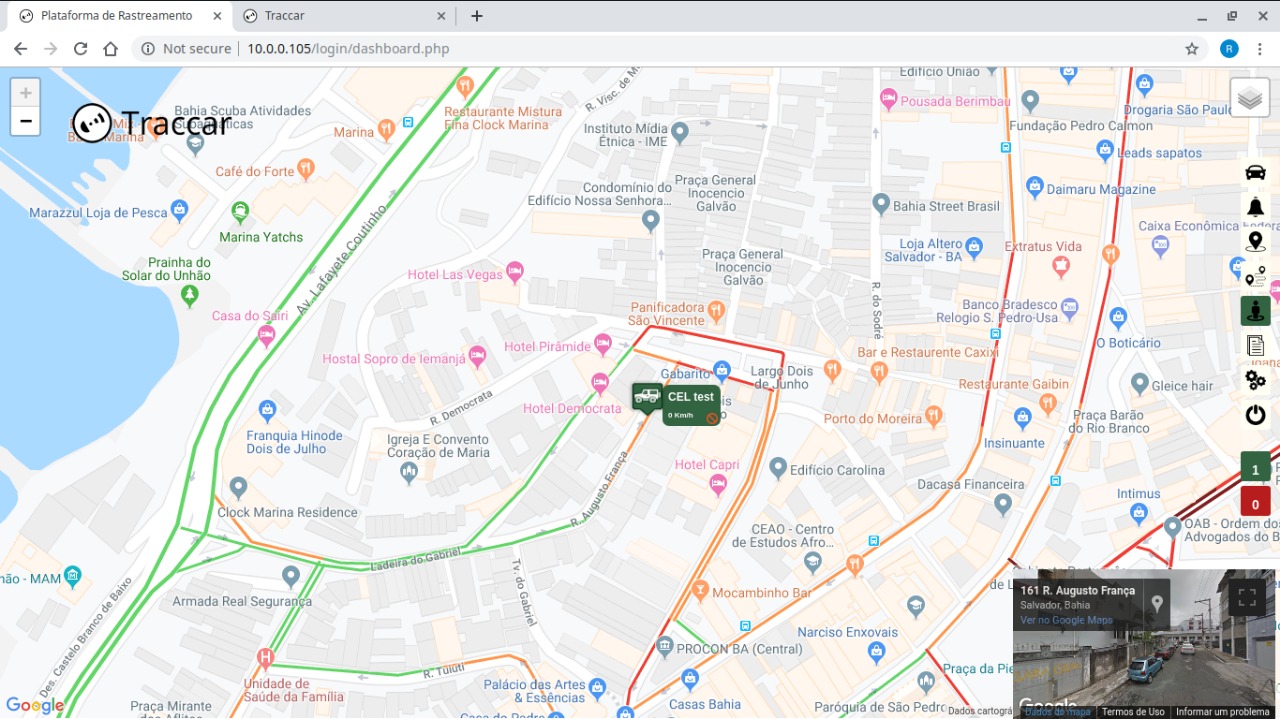 Plataforma de Rastreamento
Traccar
Not secure
10.0.0.105/login/dashboard.php
R
Traccar
Bahia Scuba Atividades
Marina
Café do Forte
Marazzul Loja de Pesca
Marina Yatchs
Prainha do
Solar do Unhão
Casa do Sairi
Av. Lafayete Coutinho
Restaurante Mistura
Fina Clock Marina
R. Visc. de M
Instituto Mídia
Étnica - IME
Condomínio do
Edifício Nossa Senhora...
Praça General
Inocencio
Galvão
Praça General
Inocencio
Galvão
Hotel Las Vegas
Panificadora
São Vincente
Hotel Pirâmide
Hostal Sopro de Iemanjá
Hotel Democrata
R. Democrata
Gabarito
Largo Dois
de Junho
CEL test
0 Km/h
Igreja E Convento
Coração de Maria
Franquia Hinode
Dois de Julho
Clock Marina Residence
R. Augusto França
Ladeira do Gabriel
Tv. do Gabriel
Armada Real Segurança
Des. Castelo Branco de Baixo
não - MAM
Unidade de
Saúde da Família
Praça Mirante
R. Tuiuti
Palácio das Artes
& Essências
Casa do Pedro
Edifício União
Pousada Berimbau
Fundação Pedro Calmon
Drogaria São Paulo
Leads sapatos
Daimaru Magazine
Bahia Street Brasil
Loja Altero
Salvador - BA
Extratus Vida
Caixa Econômica Federa
Banco Bradesco
Relogio S. Pedro-Usa
R. do Sodré
O Boticário
Bar e Restaurante Caxixi
Restaurante Gaibin
Gleice hair
Porto do Moreira
Praça Barão
do Rio Branco
Insinuante
Hotel Capri
Edifício Carolina
Dacasa Financeira
Intimus
CEAO - Centro
de Estudos Afro...
OAB - Ordem dos
Advogados do B
Mocambinho Bar
Narciso Enxovais
PROCON BA (Central)
Praça da Pie
Casas Bahia
Paróquia de São Pedro
1
0
161 R. Augusto França
Salvador, Bahia
Ver no Google Maps
Google
Google
Dados cartográ
Dados do mapa
Termos de Uso
Informar um problema